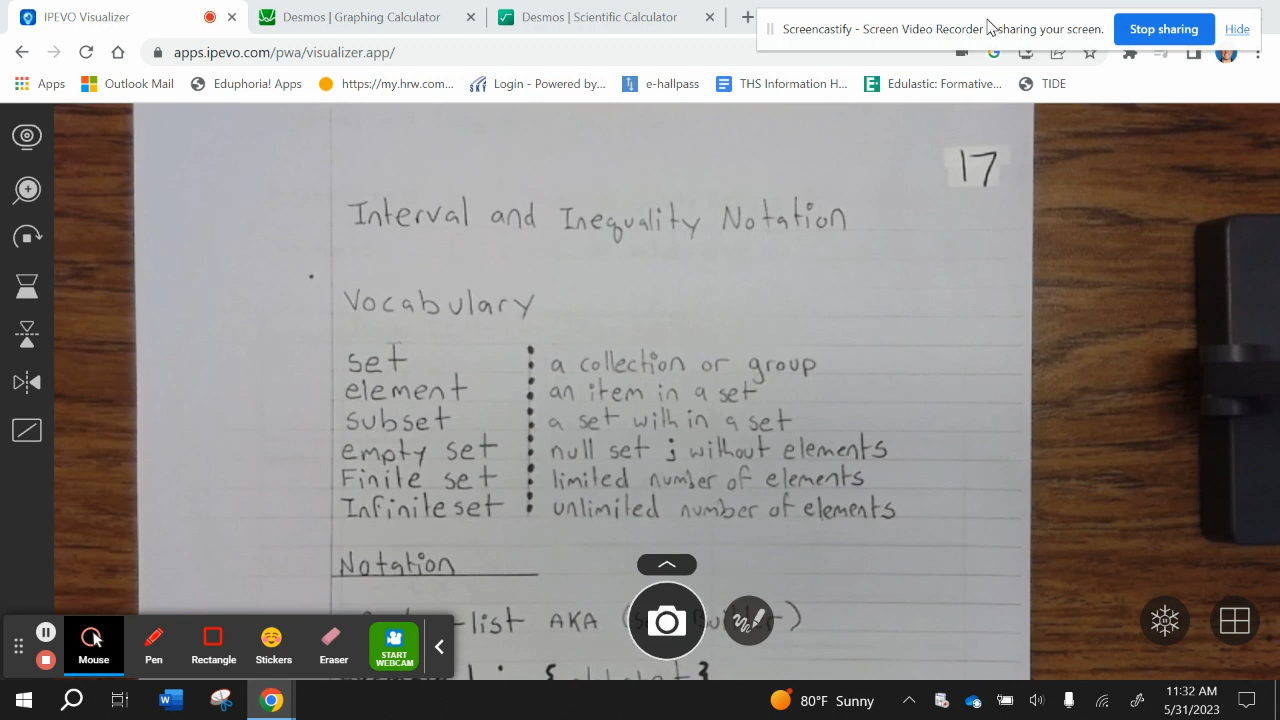 IPEVO Visualizer
Desmos | Graphing Calculator
Desmos | Scientific Calculator
Screencastify - Screen Video Recorder is sharing your screen.
Stop sharing
Hide
apps.ipevo.com/pwa/visualizer.app/
Apps
Outlook Mail
Eduphoria! Apps
https://my.hrw.com...
Login - Powered by...
e-hallpass
THS Information H...
Edulastic: Formative...
TIDE
17
Interval and Inequality Notation
Vocabulary
set : a collection or group
element : an item in a set
subset : a set with in a set
empty set : null set ; without elements
Finite set : limited number of elements
Infinite set : unlimited number of elements
Notation
list AKA
Mouse
Pen
Rectangle
Stickers
Eraser
START WEBCAM
80°F Sunny
11:32 AM
5/31/2023